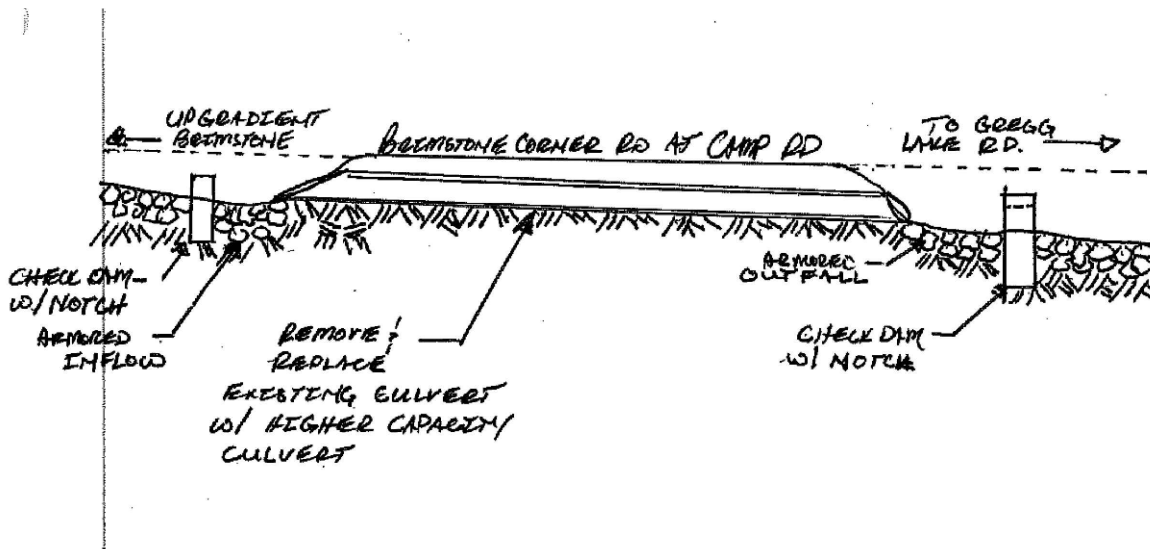 UPGRADIENT
BRIMSTONE
BRIMSTONE CORNER RD AT CAMP RD
TO GREGG
LAKE RD.
CHECK DAM
W/ NOTCH
ARMORED
INFLOW
REMOVE &
REPLACE
EXISTING CULVERT
W/ HIGHER CAPACITY
CULVERT
ARMORED
OUTFALL
CHECK DAM
W/ NOTCH